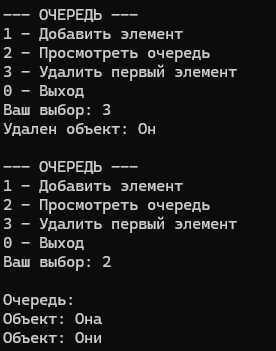 --- ОЧЕРЕДЬ ---
1 - Добавить элемент
2 - Просмотреть очередь
3 - Удалить первый элемент
0 - Выход
Ваш выбор: 3
Удален объект: Он
--- ОЧЕРЕДЬ ---
1 - Добавить элемент
2 - Просмотреть очередь
3 - Удалить первый элемент
0 - Выход
Ваш выбор: 2
Очередь:
Объект: Она
Объект: Они